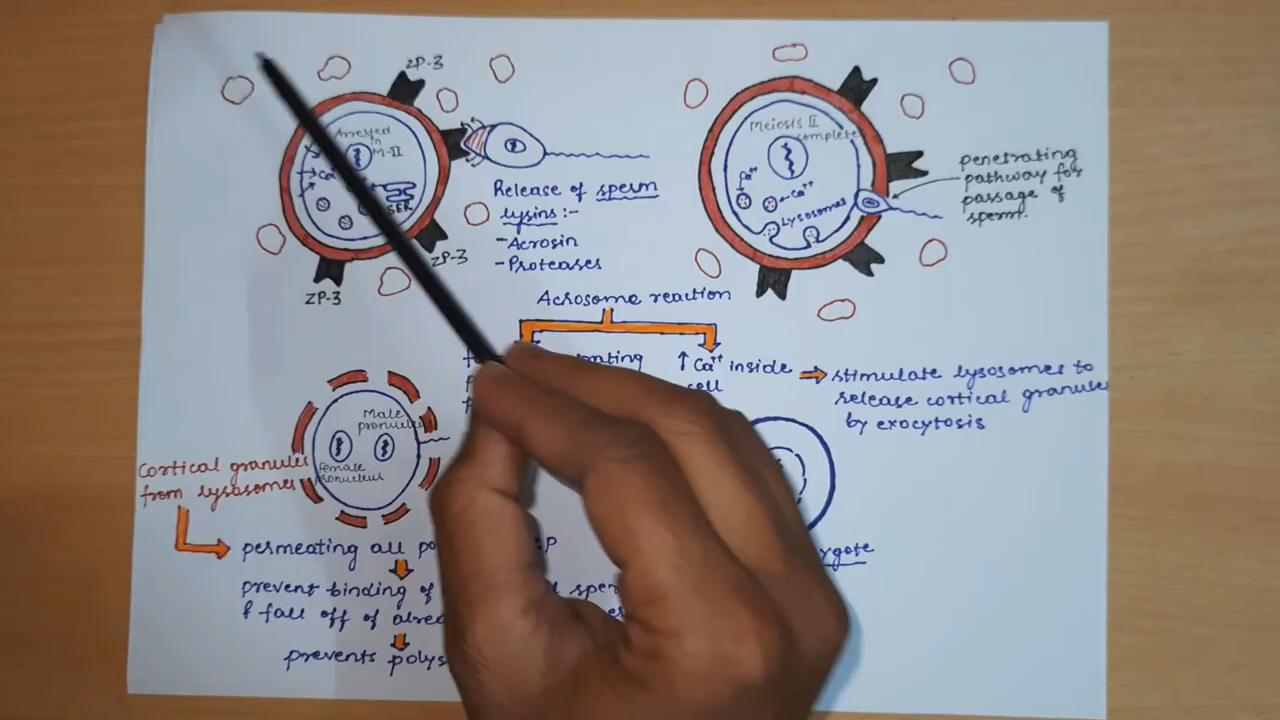 ZP-3
Arrested
in
M-II
Ca
SER
ZP-3
ZP-3
Release of sperm
lysins :-
- Acrosin
- Proteases
Meiosis II
complete
Ca++
Ca++
Lysosomes
penetrating
pathway for
passage of
sperm.
Acrosome reaction
↑ Ca++ inside
stimulate lysosomes to
release cortical granules
by exocytosis
Male
pronucleus
Female
pronucleus
Cortical granules
from lysosomes
permeating all
prevent binding of
& fall off of
prevents